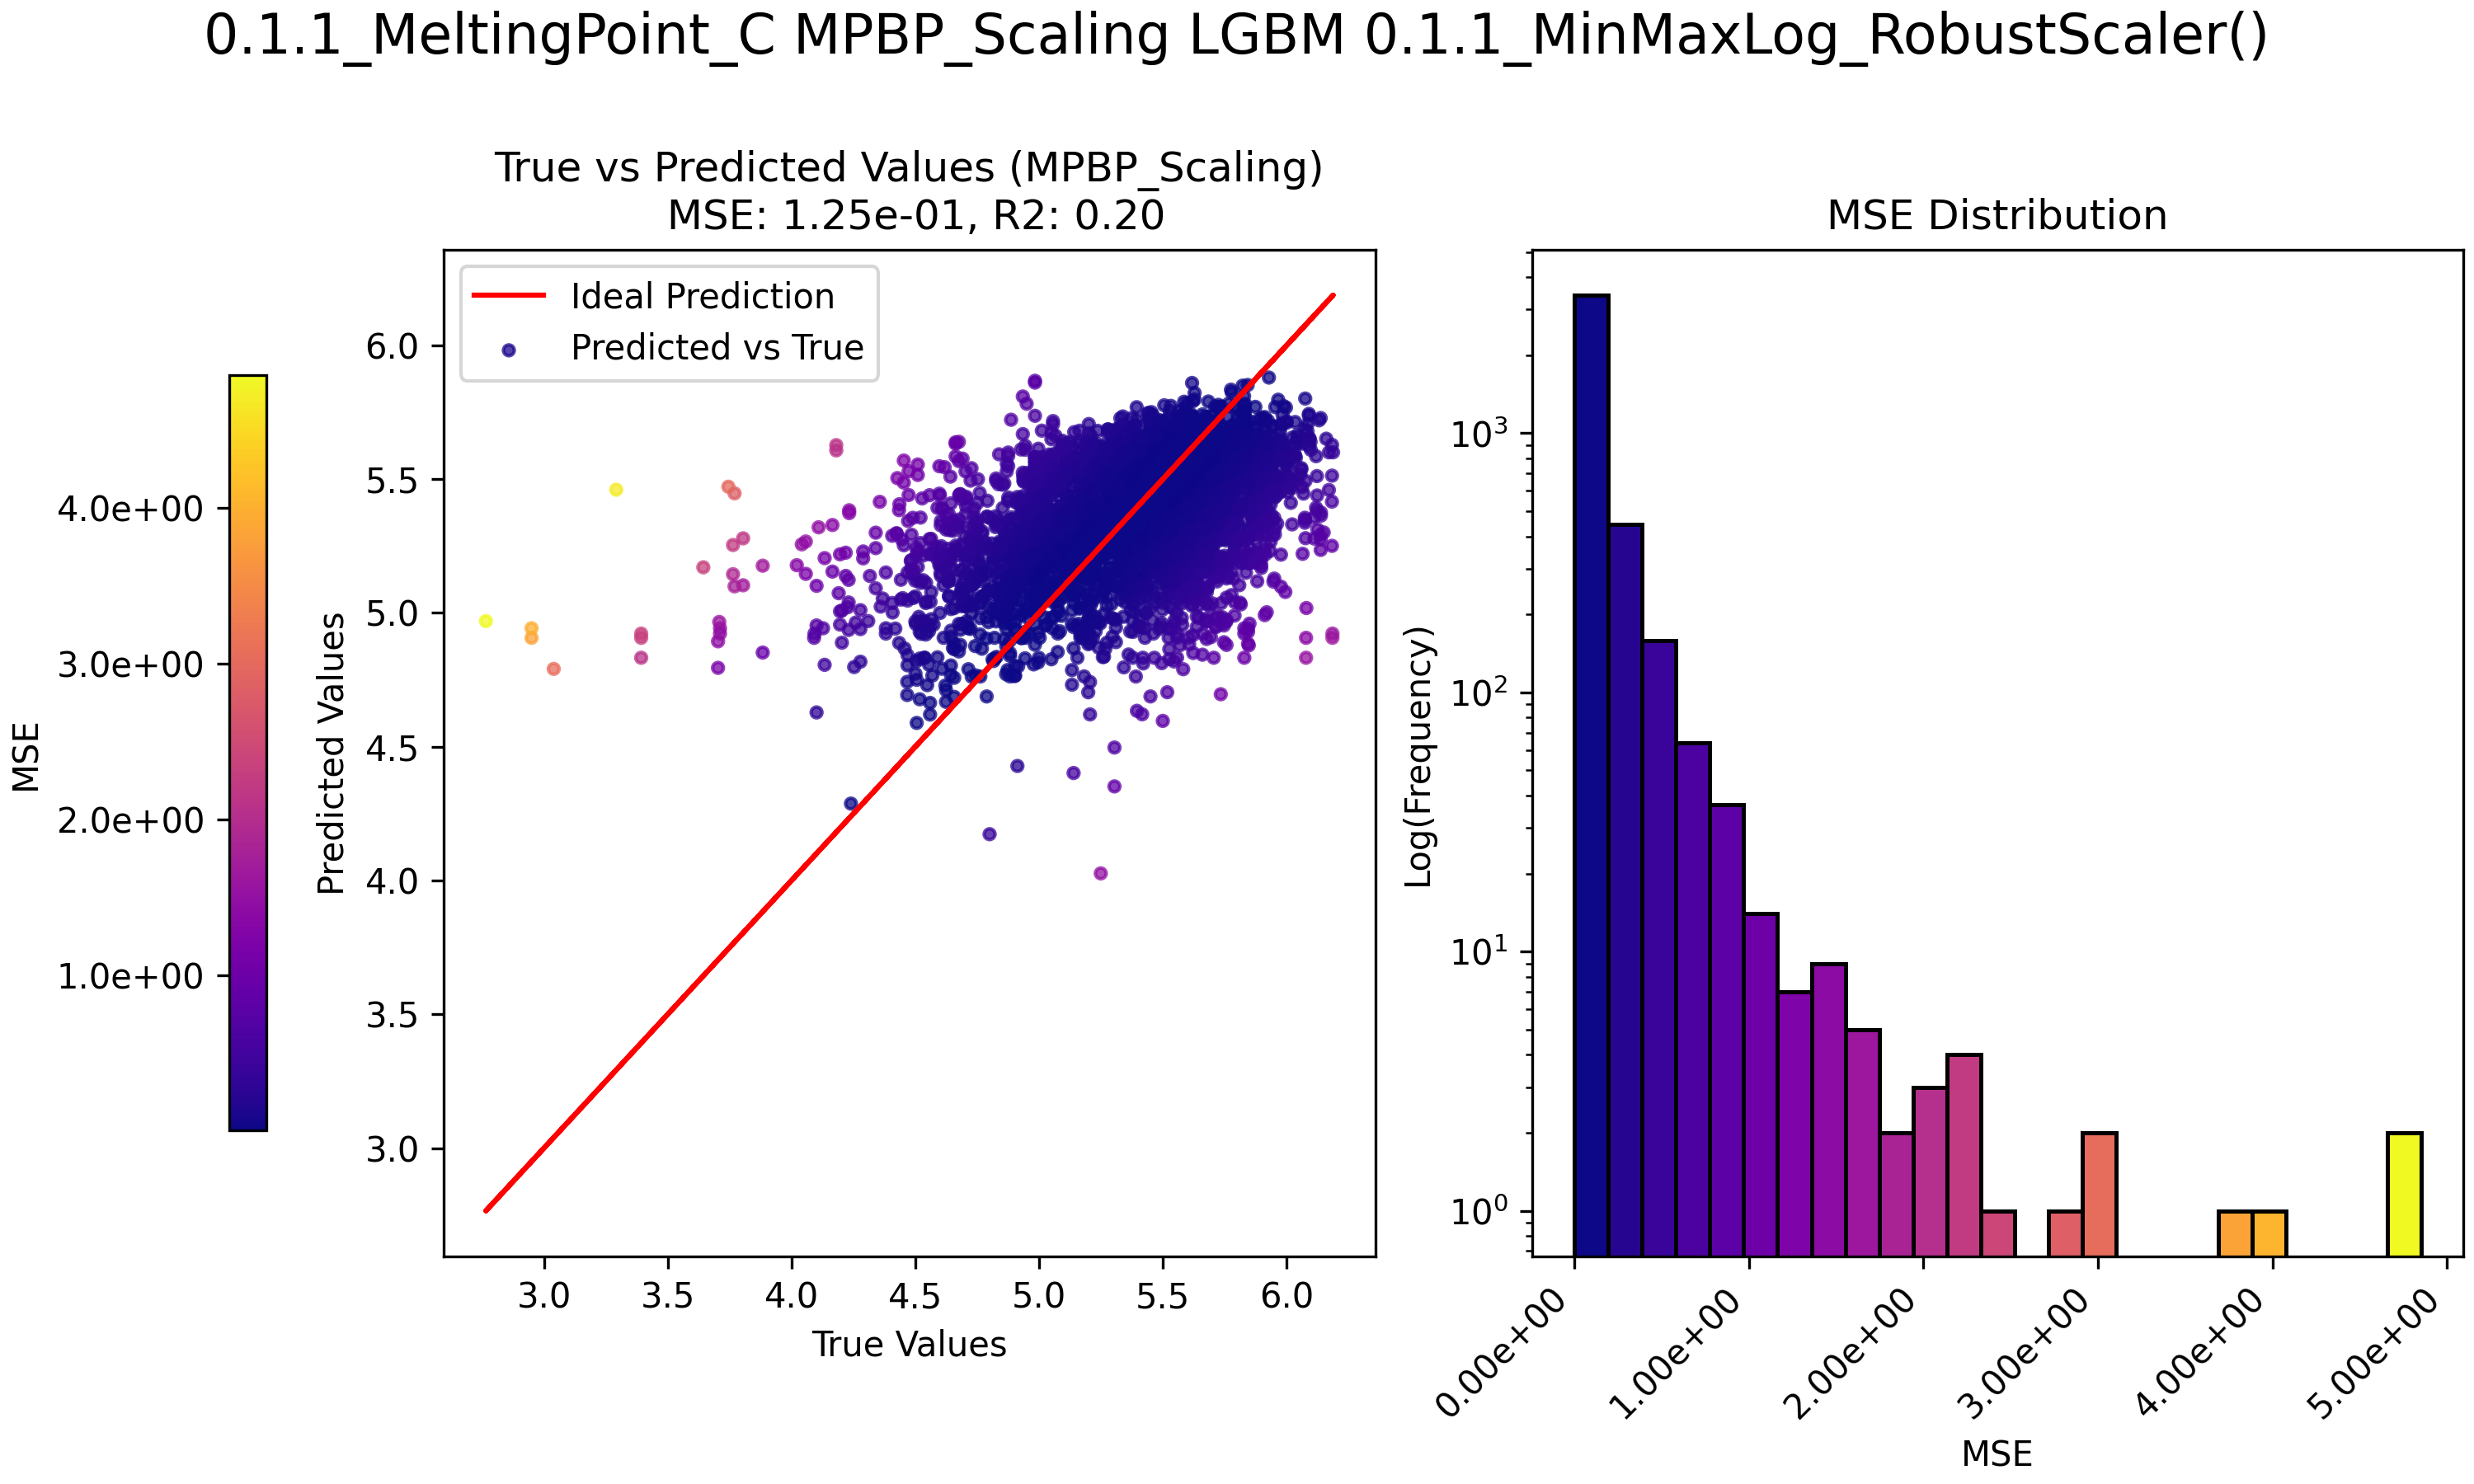 0.1.1_MeltingPoint_C MPBP_Scaling LGBM 0.1.1_MinMaxLog_RobustScaler()
True vs Predicted Values (MPBP_Scaling)
MSE: 1.25e-01, R2: 0.20
Ideal Prediction
Predicted vs True
MSE
4.0e+00
3.0e+00
2.0e+00
1.0e+00
Predicted Values
6.0
5.5
5.0
4.5
4.0
3.5
3.0
3.0 3.5 4.0 4.5 5.0 5.5 6.0
True Values
MSE Distribution
Log(Frequency)
10³
10²
10¹
10⁰
0.00e+00 1.00e+00 2.00e+00 3.00e+00 4.00e+00 5.00e+00
MSE